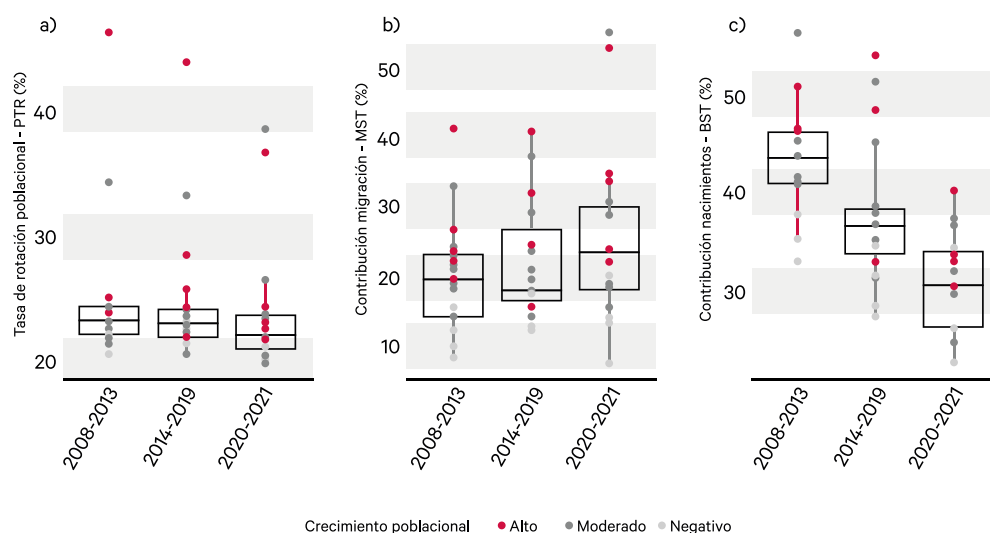 a)
Tasa de rotación poblacional - PTR (%)
40
30
20
2008-2013
2014-2019
2020-2021
b)
Contribución migración - MST (%)
50
40
30
20
10
2008-2013
2014-2019
2020-2021
c)
Contribución nacimientos - BST (%)
50
40
30
2008-2013
2014-2019
2020-2021
Crecimiento poblacional Alto Moderado Negativo